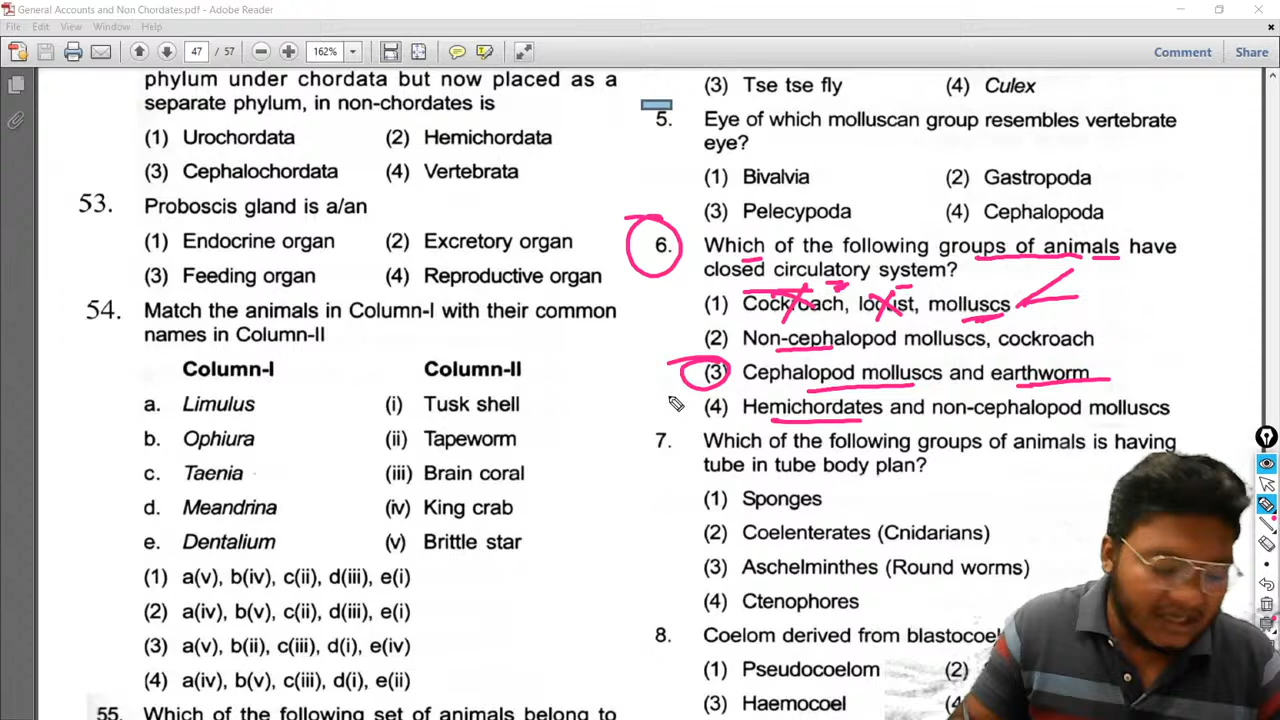 General Accounts and Non Chordates.pdf - Adobe Reader
File Edit View Window Help
47 / 57 162% Comment Share
phylum under chordata but now placed as a
separate phylum, in non-chordates is
(1) Urochordata (2) Hemichordata
(3) Cephalochordata (4) Vertebrata
53. Proboscis gland is a/an
(1) Endocrine organ (2) Excretory organ
(3) Feeding organ (4) Reproductive organ
54. Match the animals in Column-I with their common
names in Column-II
Column-I Column-II
a. Limulus (i) Tusk shell
b. Ophiura (ii) Tapeworm
c. Taenia (iii) Brain coral
d. Meandrina (iv) King crab
e. Dentalium (v) Brittle star
(1) a(v), b(iv), c(ii), d(iii), e(i)
(2) a(iv), b(v), c(ii), d(iii), e(i)
(3) a(v), b(ii), c(iii), d(i), e(iv)
(4) a(iv), b(v), c(iii), d(i), e(ii)
55. Which of the following set of animals belong to
(3) Tse tse fly (4) Culex
5. Eye of which molluscan group resembles vertebrate
eye?
(1) Bivalvia (2) Gastropoda
(3) Pelecypoda (4) Cephalopoda
6. Which of the following groups of animals have
closed circulatory system?
(1) Cockroach, locust, molluscs
(2) Non-cephalopod molluscs, cockroach
(3) Cephalopod molluscs and earthworm
(4) Hemichordates and non-cephalopod molluscs
7. Which of the following groups of animals is having
tube in tube body plan?
(1) Sponges
(2) Coelenterates (Cnidarians)
(3) Aschelminthes (Round worms)
(4) Ctenophores
8. Coelom derived from blastocoel
(1) Pseudocoelom (2)
(3) Haemocoel (4